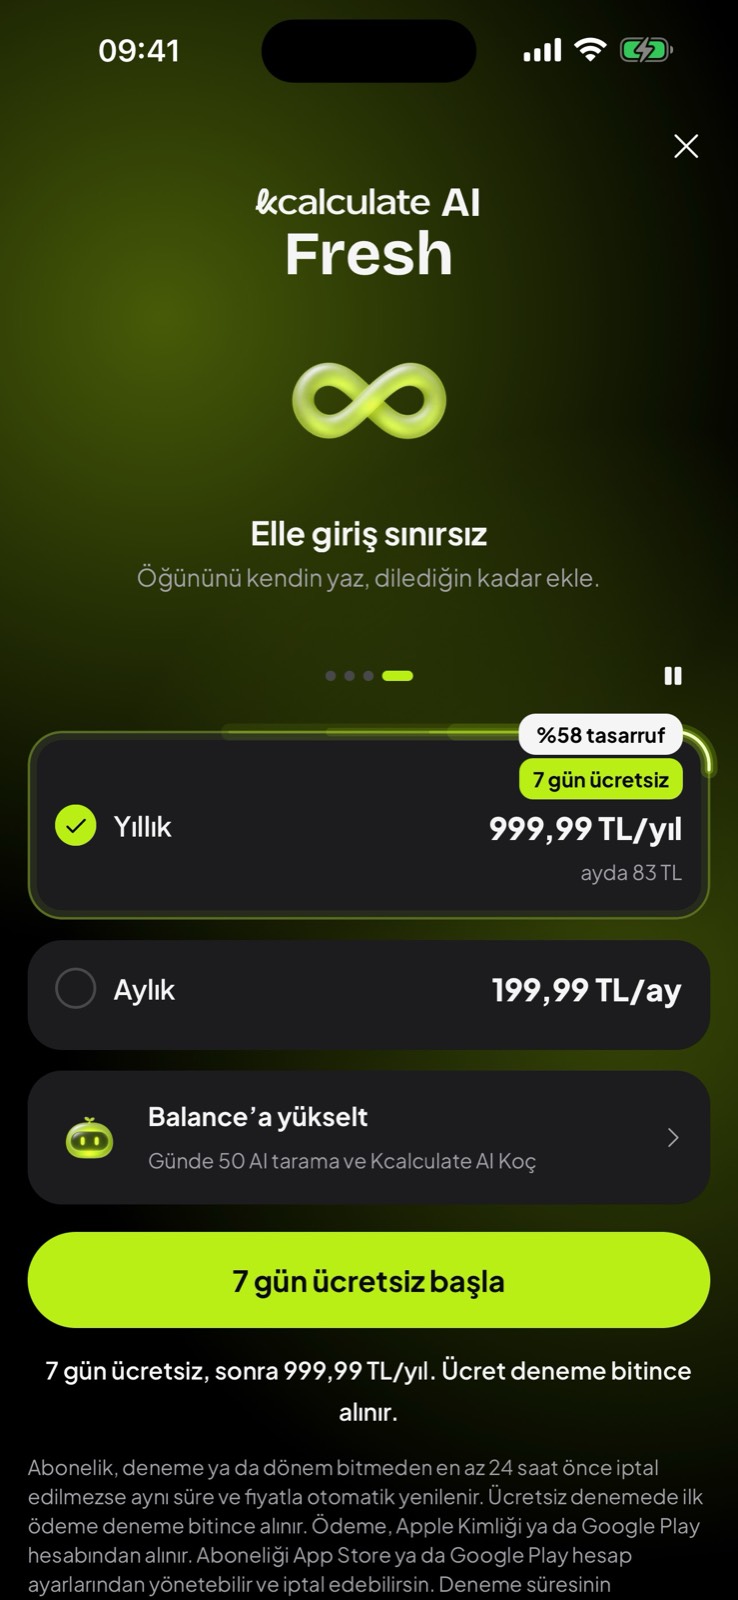 09:41
kcalculate AI
Fresh
Elle giriş sınırsız
Öğününü kendin yaz, dilediğin kadar ekle.
%58 tasarruf
7 gün ücretsiz
Yıllık
999,99 TL/yıl
ayda 83 TL
Aylık
199,99 TL/ay
Balance’a yükselt
Günde 50 AI tarama ve Kcalculate AI Koç
7 gün ücretsiz başla
7 gün ücretsiz, sonra 999,99 TL/yıl. Ücret deneme bitince
alınır.
Abonelik, deneme ya da dönem bitmeden en az 24 saat önce iptal
edilmezse aynı süre ve fiyatla otomatik yenilenir. Ücretsiz denemede ilk
ödeme deneme bitince alınır. Ödeme, Apple Kimliği ya da Google Play
hesabından alınır. Aboneliği App Store ya da Google Play hesap
ayarlarından yönetebilir ve iptal edebilirsin. Deneme süresinin